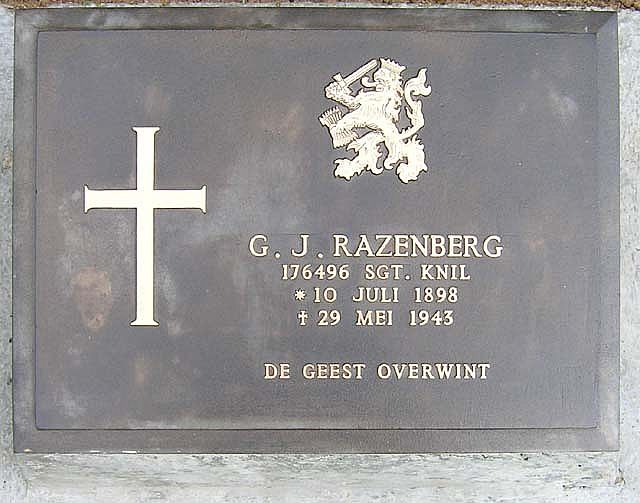 G. J. RAZENBERG
176496 SGT. KNIL
* 10 JULI 1898
† 29 MEI 1943
DE GEEST OVERWINT